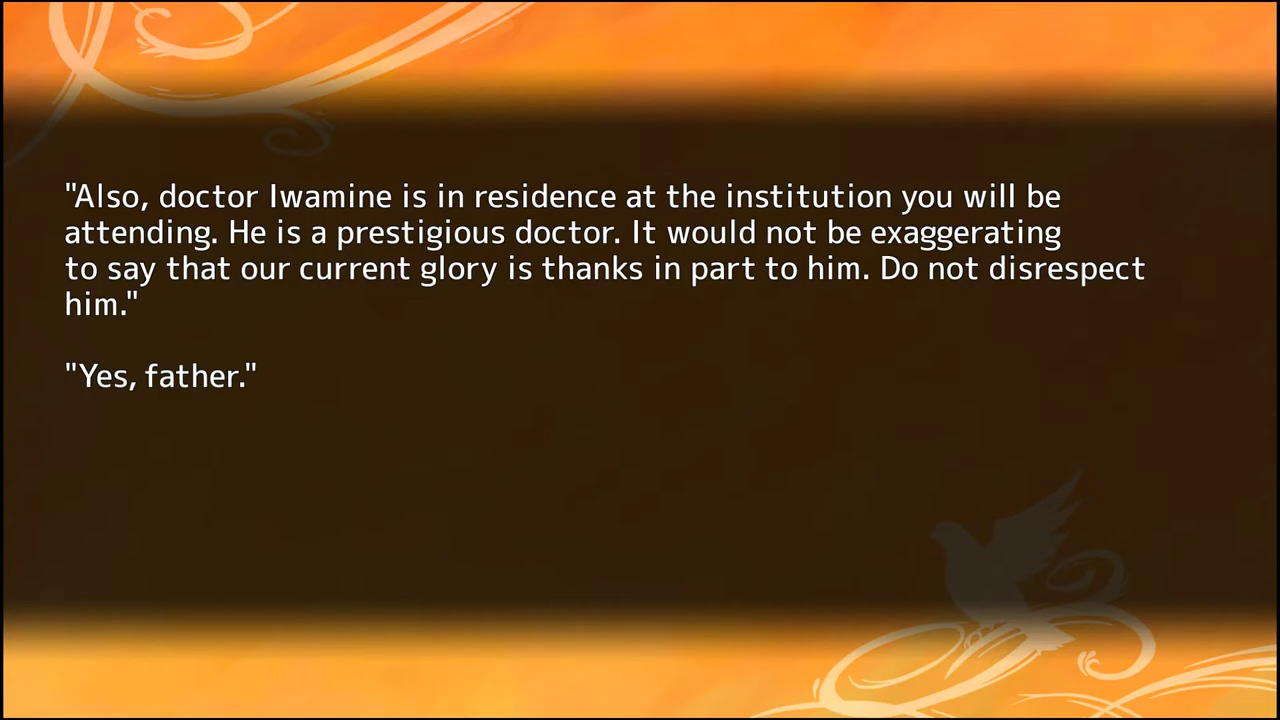 "Also, doctor Iwamine is in residence at the institution you will be
attending. He is a prestigious doctor. It would not be exaggerating
to say that our current glory is thanks in part to him. Do not disrespect
him."
"Yes, father."